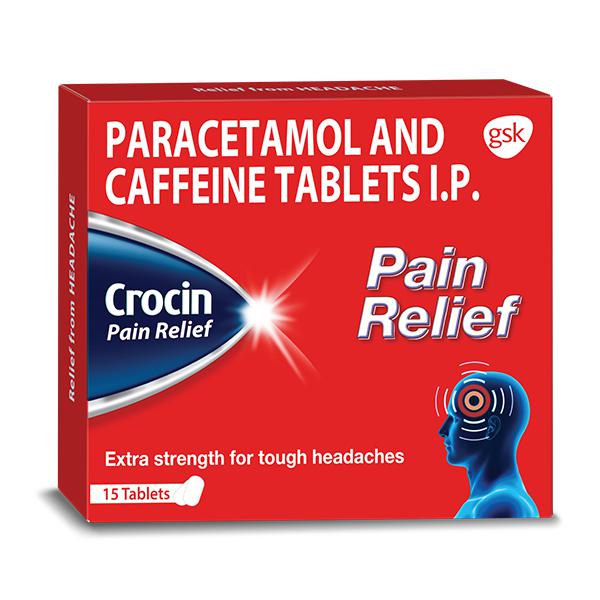 Relief from HEADACHE
PARACETAMOL AND
CAFFEINE TABLETS I.P.
gsk
Relief from HEADACHE
Crocin
Pain Relief
Pain
Relief
Extra strength for tough headaches
15 Tablets